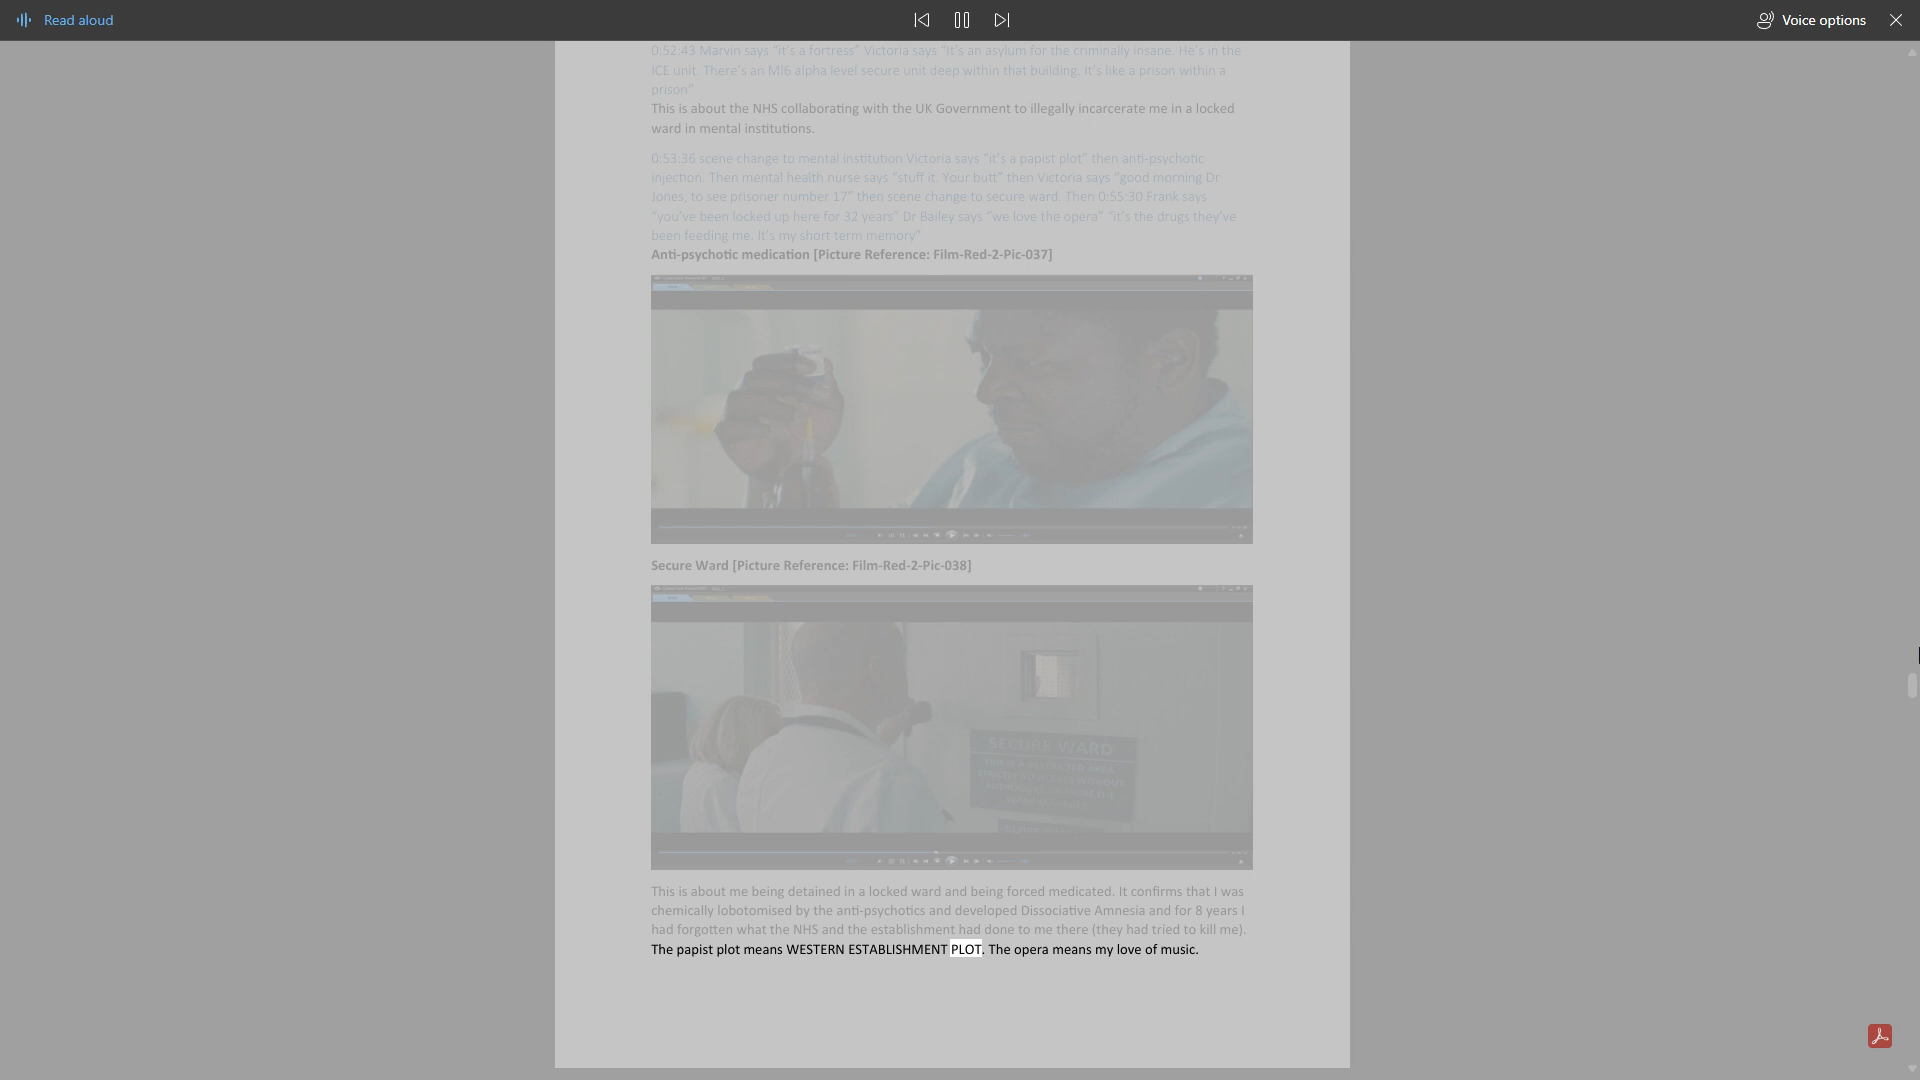 Read aloud
Voice options
0:52:43 Marvin says “it’s a fortress” Victoria says “It’s an asylum for the criminally insane. He’s in the
ICE unit. There’s an MI6 alpha level secure unit deep within that building. It’s like a prison within a
prison”
This is about the NHS collaborating with the UK Government to illegally incarcerate me in a locked
ward in mental institutions.
0:53:36 scene change to mental institution Victoria says “it’s a papist plot” then anti-psychotic
injection. Then mental health nurse says “stuff it. Your butt” then Victoria says “good morning Dr
Jones, to see prisoner number 17” then scene change to secure ward. Then 0:55:30 Frank says
“you’ve been locked up here for 32 years” Dr Bailey says “we love the opera” “it’s the drugs they’ve
been feeding me. It’s my short term memory”
Anti-psychotic medication [Picture Reference: Film-Red-2-Pic-037]
Secure Ward [Picture Reference: Film-Red-2-Pic-038]
SECURE WARD
THIS IS A RESTRICTED AREA
This is about me being detained in a locked ward and being forced medicated. It confirms that I was
chemically lobotomised by the anti-psychotics and developed Dissociative Amnesia and for 8 years I
had forgotten what the NHS and the establishment had done to me there (they had tried to kill me).
The papist plot means WESTERN ESTABLISHMENT PLOT. The opera means my love of music.